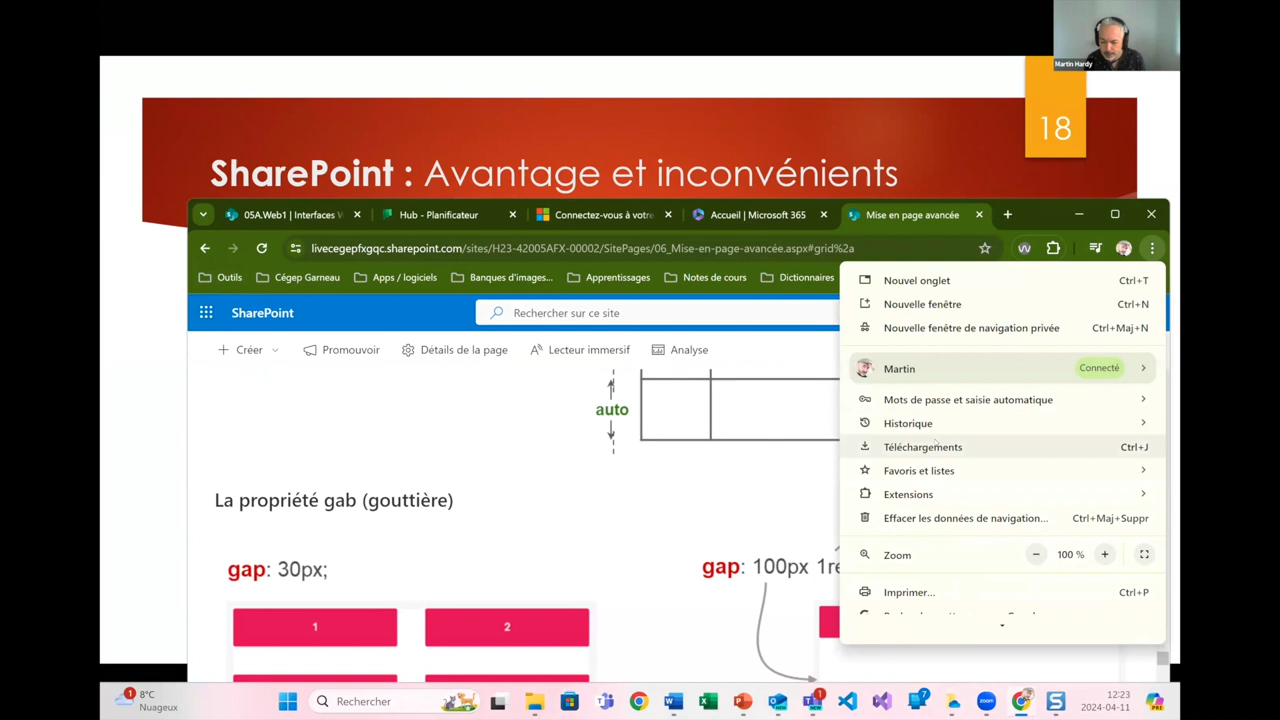 Martin Hardy
18
SharePoint : Avantage et inconvénients
05A.Web1 | Interfaces
Hub - Planificateur
Connectez-vous à votre
Accueil | Microsoft 365
Mise en page avancée
livecegepfxgqc.sharepoint.com/sites/H23-42005AFX-00002/SitePages/06_Mise-en-page-avancée.aspx#grid%2a
Outils
Cégep Garneau
Apps / logiciels
Banques d'images...
Apprentissages
Notes de cours
Dictionnaires
SharePoint
Rechercher sur ce site
Créer
Promouvoir
Détails de la page
Lecteur immersif
Analyse
auto
La propriété gab (gouttière)
gap: 30px;
gap: 100px 1re
1
2
Nouvel onglet Ctrl+T
Nouvelle fenêtre Ctrl+N
Nouvelle fenêtre de navigation privée Ctrl+Maj+N
Martin Connecté
Mots de passe et saisie automatique
Historique
Téléchargements Ctrl+J
Favoris et listes
Extensions
Effacer les données de navigation... Ctrl+Maj+Suppr
Zoom − 100 % +
Imprimer... Ctrl+P
1
8°C
Nuageux
Rechercher
1
NEW
7
zoom
12:23
2024-04-11
PRE